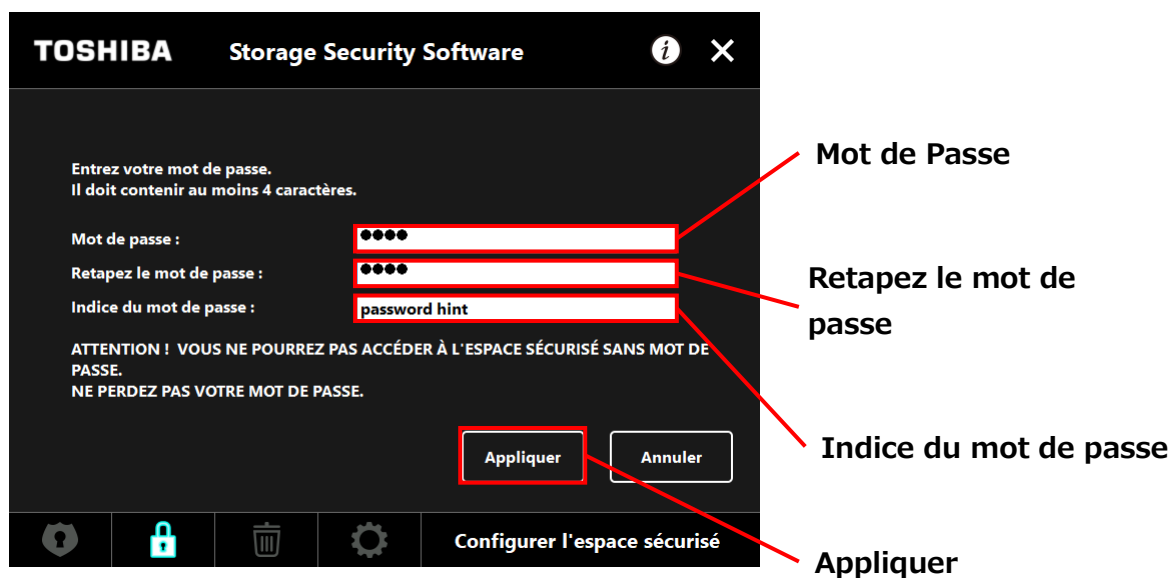 TOSHIBA Storage Security Software i
Entrez votre mot de passe.
Il doit contenir au moins 4 caractères.
Mot de passe : ●●●●
Retapez le mot de passe : ●●●●
Indice du mot de passe : password hint
ATTENTION ! VOUS NE POURREZ PAS ACCÉDER À L'ESPACE SÉCURISÉ SANS MOT DE
PASSE.
NE PERDEZ PAS VOTRE MOT DE PASSE.
Appliquer Annuler
Configurer l'espace sécurisé
Mot de Passe
Retapez le mot de
passe
Indice du mot de passe
Appliquer